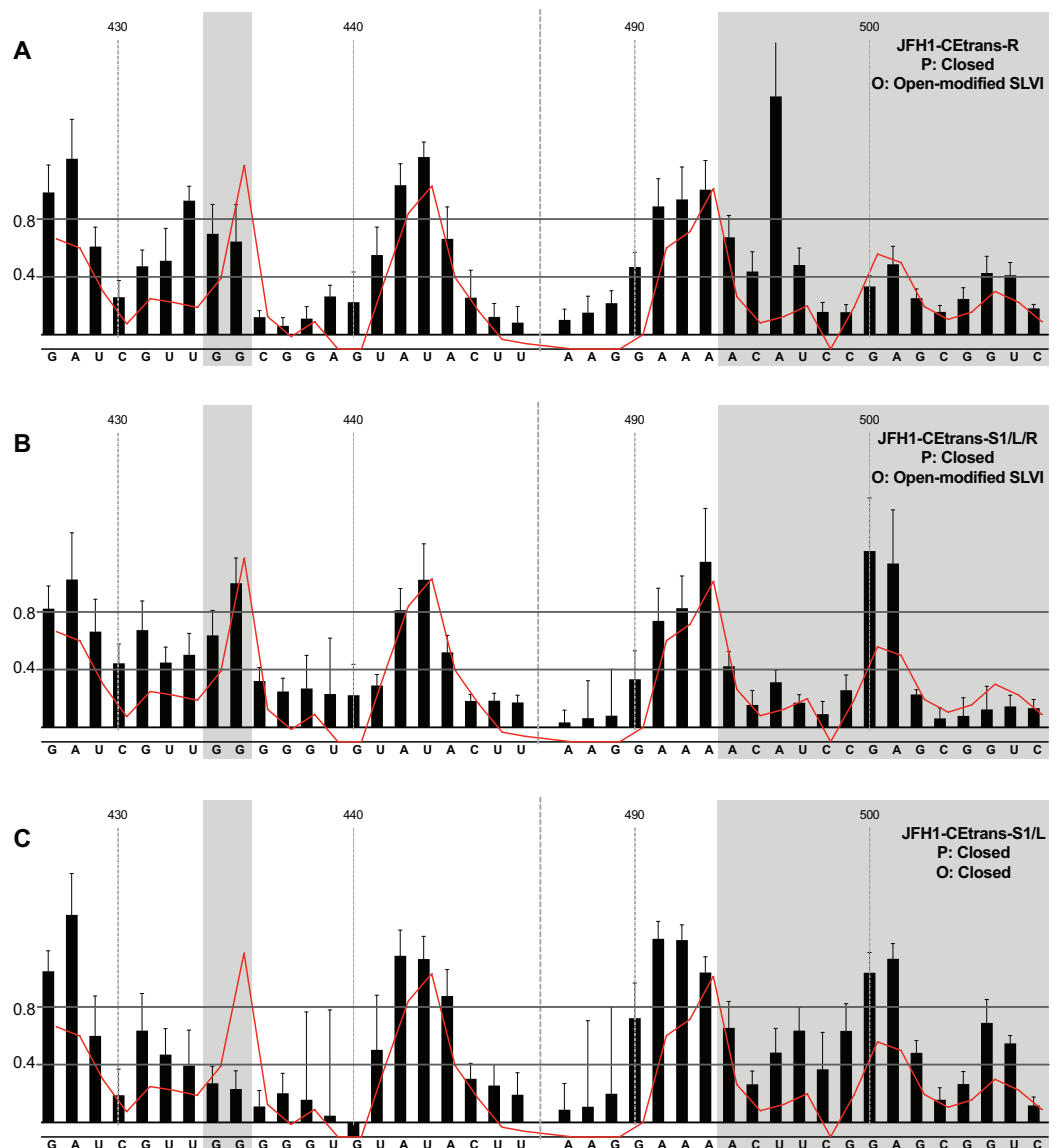 430 440 490 500
A
JFH1-CEtrans-R
P: Closed
O: Open-modified SLVI
0.8
0.4
G A U C G U U G G C G G A G U A U A C U U A A G G A A A A C A U C C G A G C G G U C
430 440 490 500
B
JFH1-CEtrans-S1/L/R
P: Closed
O: Open-modified SLVI
0.8
0.4
G A U C G U U G G G G G U G U A U A C U U A A G G A A A A C A U C C G A G C G G U C
430 440 490 500
C
JFH1-CEtrans-S1/L
P: Closed
O: Closed
0.8
0.4
G A U C G U U G G G G G U G U A U A C U U A A G G A A A A C U U C G G A G C G G U C